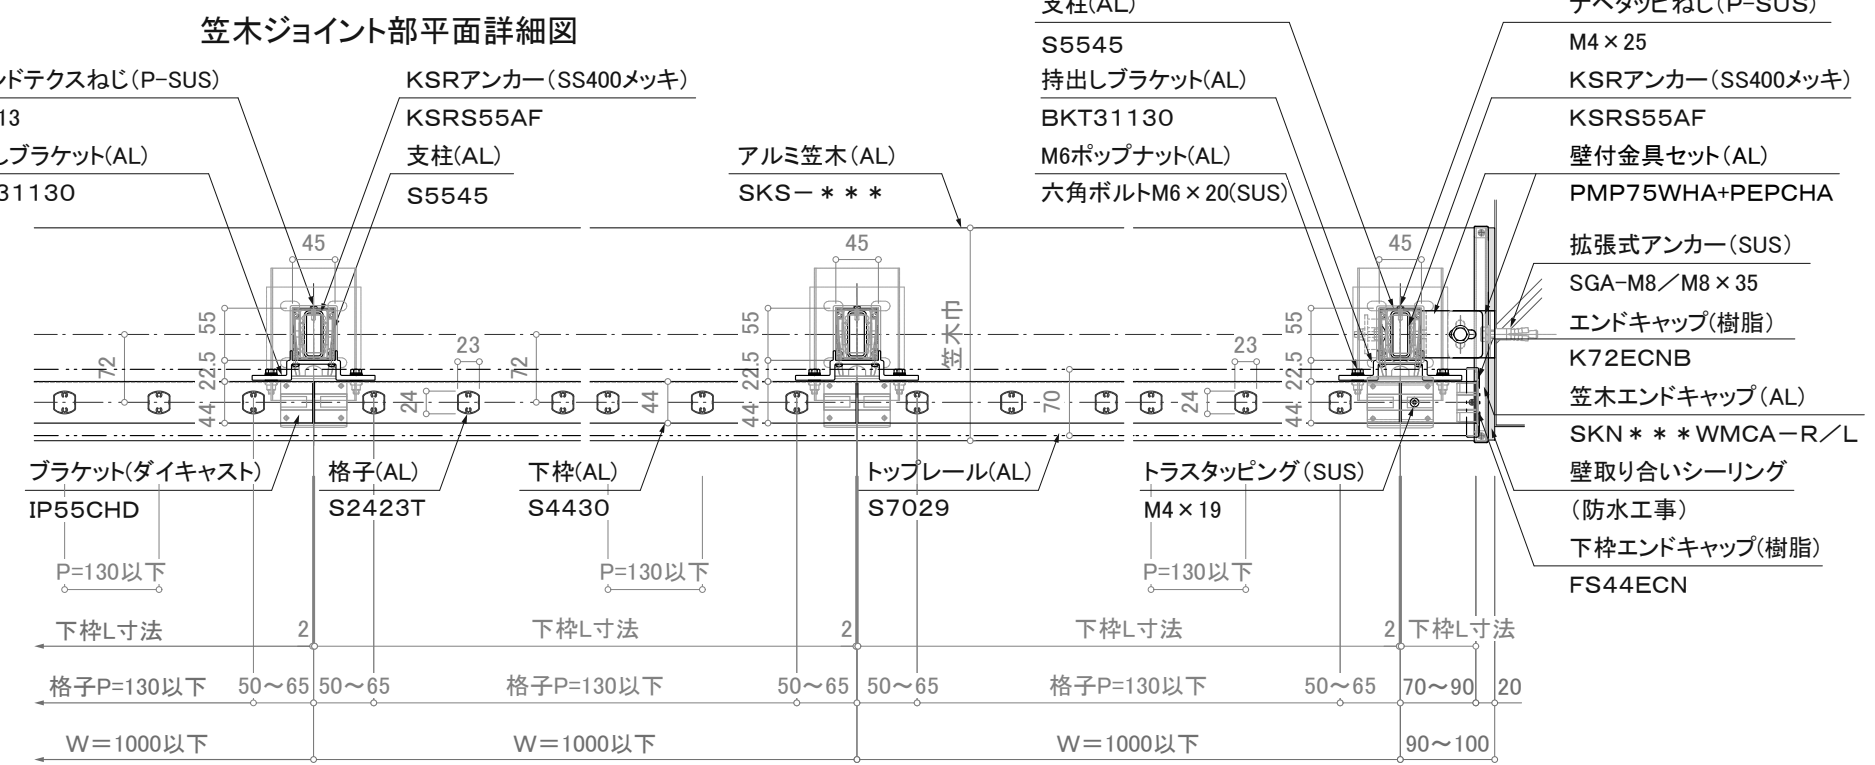 笠木ジョイント部平面詳細図
ンドテクスねじ(P-SUS)
13
しブラケット(AL)
31130
KSRアンカー(SS400メッキ)
KSRS55AF
支柱(AL)
S5545
アルミ笠木(AL)
SKS-＊＊＊
支柱(AL)
S5545
持出しブラケット(AL)
BKT31130
M6ポップナット(AL)
六角ボルトM6×20(SUS)
ナベタッピねじ(P-SUS)
M4×25
KSRアンカー(SS400メッキ)
KSRS55AF
壁付金具セット(AL)
PMP75WHA+PEPCHA
拡張式アンカー(SUS)
SGA-M8／M8×35
エンドキャップ(樹脂)
K72ECNB
笠木エンドキャップ(AL)
SKN＊＊＊WMCA-R／L
壁取り合いシーリング
(防水工事)
下枠エンドキャップ(樹脂)
FS44ECN
45
45
45
55
72
22.5
44
23
24
72
55
22.5
44
44
笠木巾
70
23
24
55
22.5
44
ブラケット(ダイキャスト)
IP55CHD
格子(AL)
S2423T
下枠(AL)
S4430
トップレール(AL)
S7029
トラスタッピング(SUS)
M4×19
P=130以下
P=130以下
P=130以下
下枠L寸法 2 下枠L寸法 2 下枠L寸法 2 下枠L寸法
格子P=130以下 50～65 50～65 格子P=130以下 50～65 50～65 格子P=130以下 50～65 70～90 20
W＝1000以下 W＝1000以下 W＝1000以下 90～100